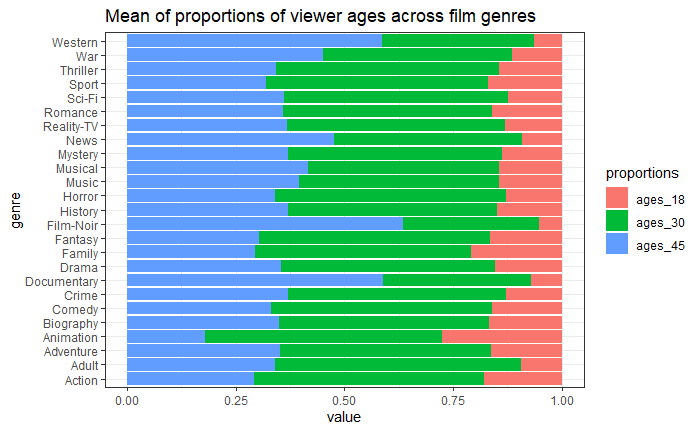 Mean of proportions of viewer ages across film genres
Western
War
Thriller
Sport
Sci-Fi
Romance
Reality-TV
News
Mystery
Musical
Music
Horror
History
Film-Noir
Fantasy
Family
Drama
Documentary
Crime
Comedy
Biography
Animation
Adventure
Adult
Action
genre
0.00 0.25 0.50 0.75 1.00
value
proportions
ages_18
ages_30
ages_45